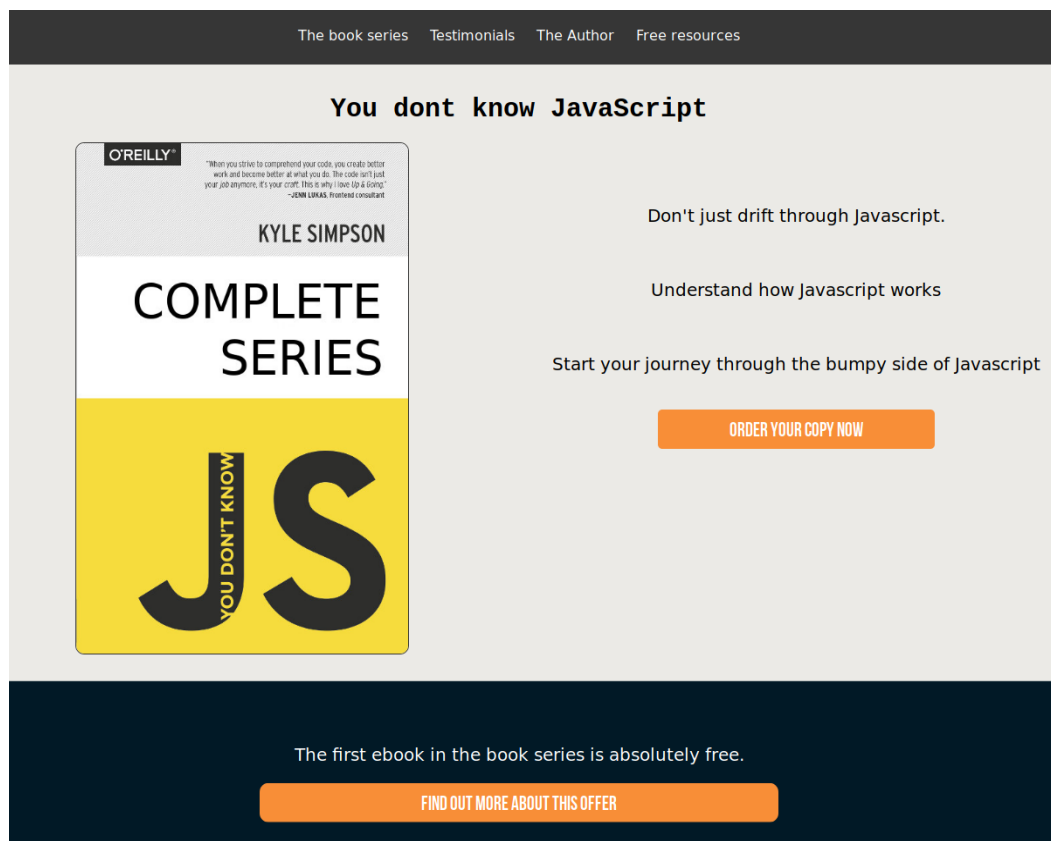 The book series Testimonials The Author Free resources
You dont know JavaScript
O'REILLY®
"When you strive to comprehend your code, you create better
work and become better at what you do. The code isn't just
your job anymore, it's your craft. This is why I love Up & Going."
–JENN LUKAS, Frontend consultant
KYLE SIMPSON
COMPLETE
SERIES
YOU DON'T KNOW
JS
Don't just drift through Javascript.
Understand how Javascript works
Start your journey through the bumpy side of Javascript
ORDER YOUR COPY NOW
The first ebook in the book series is absolutely free.
FIND OUT MORE ABOUT THIS OFFER